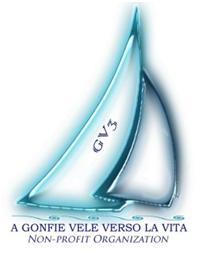 GV3
A GONFIE VELE VERSO LA VITA
NON-PROFIT ORGANIZATION